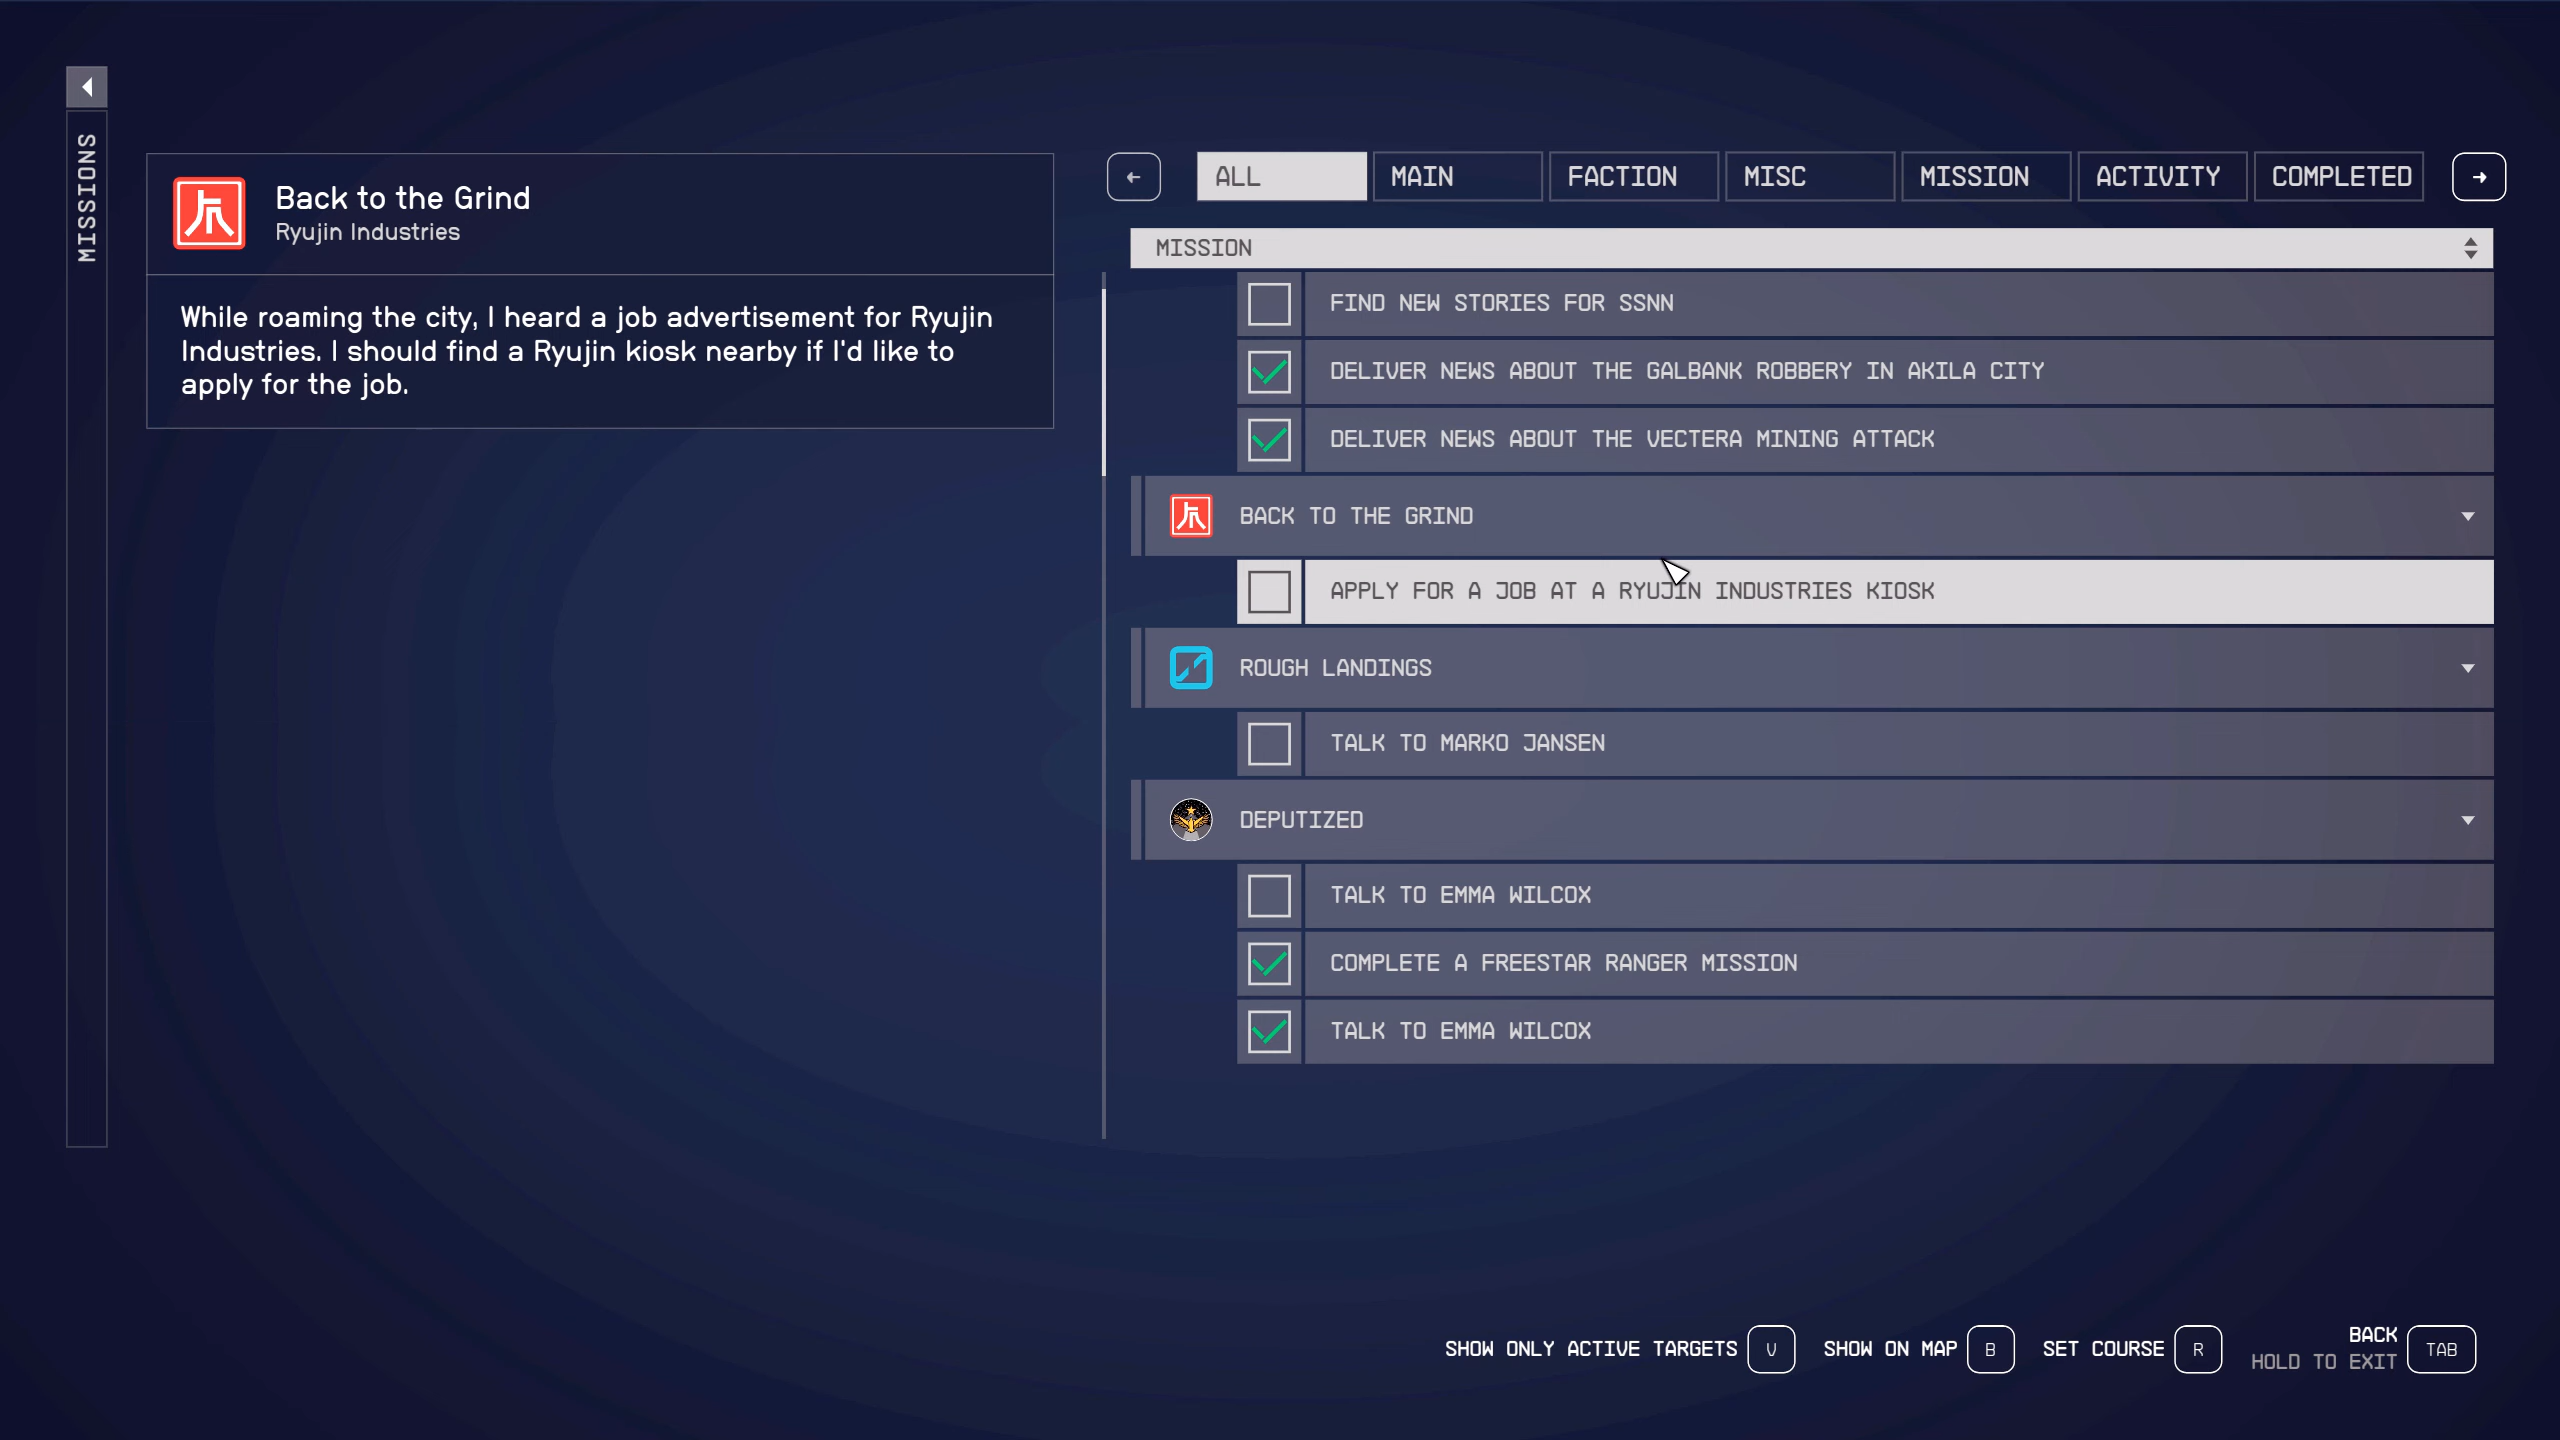 MISSIONS
Back to the Grind
Ryujin Industries
While roaming the city, I heard a job advertisement for Ryujin
Industries. I should find a Ryujin kiosk nearby if I'd like to
apply for the job.
ALL
MAIN
FACTION
MISC
MISSION
ACTIVITY
COMPLETED
MISSION
FIND NEW STORIES FOR SSNN
DELIVER NEWS ABOUT THE GALBANK ROBBERY IN AKILA CITY
DELIVER NEWS ABOUT THE VECTERA MINING ATTACK
BACK TO THE GRIND
APPLY FOR A JOB AT A RYUJIN INDUSTRIES KIOSK
ROUGH LANDINGS
TALK TO MARKO JANSEN
DEPUTIZED
TALK TO EMMA WILCOX
COMPLETE A FREESTAR RANGER MISSION
TALK TO EMMA WILCOX
SHOW ONLY ACTIVE TARGETS V
SHOW ON MAP B
SET COURSE R
BACK
HOLD TO EXIT
TAB